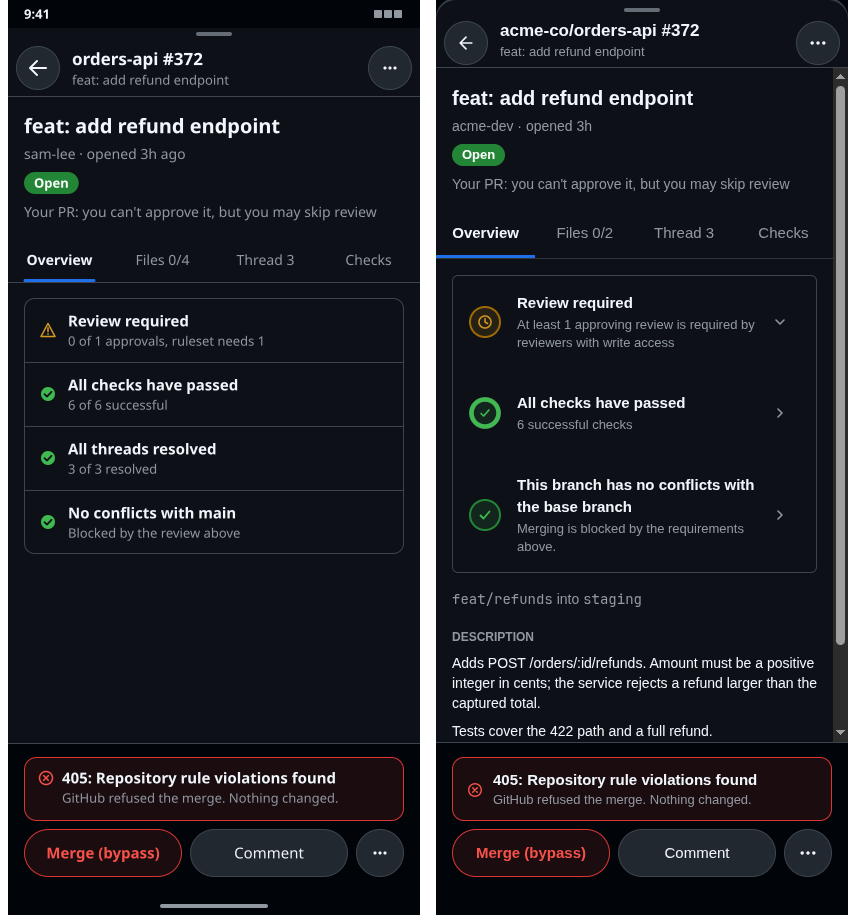 9:41
orders-api #372
feat: add refund endpoint
feat: add refund endpoint
sam-lee · opened 3h ago
Open
Your PR: you can't approve it, but you may skip review
Overview
Files 0/4
Thread 3
Checks
Review required
0 of 1 approvals, ruleset needs 1
All checks have passed
6 of 6 successful
All threads resolved
3 of 3 resolved
No conflicts with main
Blocked by the review above
405: Repository rule violations found
GitHub refused the merge. Nothing changed.
Merge (bypass)
Comment
acme-co/orders-api #372
feat: add refund endpoint
feat: add refund endpoint
acme-dev · opened 3h
Open
Your PR: you can't approve it, but you may skip review
Overview
Files 0/2
Thread 3
Checks
Review required
At least 1 approving review is required by
reviewers with write access
All checks have passed
6 successful checks
This branch has no conflicts with
the base branch
Merging is blocked by the requirements
above.
feat/refunds into staging
DESCRIPTION
Adds POST /orders/:id/refunds. Amount must be a positive
integer in cents; the service rejects a refund larger than the
captured total.
Tests cover the 422 path and a full refund.
405: Repository rule violations found
GitHub refused the merge. Nothing changed.
Merge (bypass)
Comment